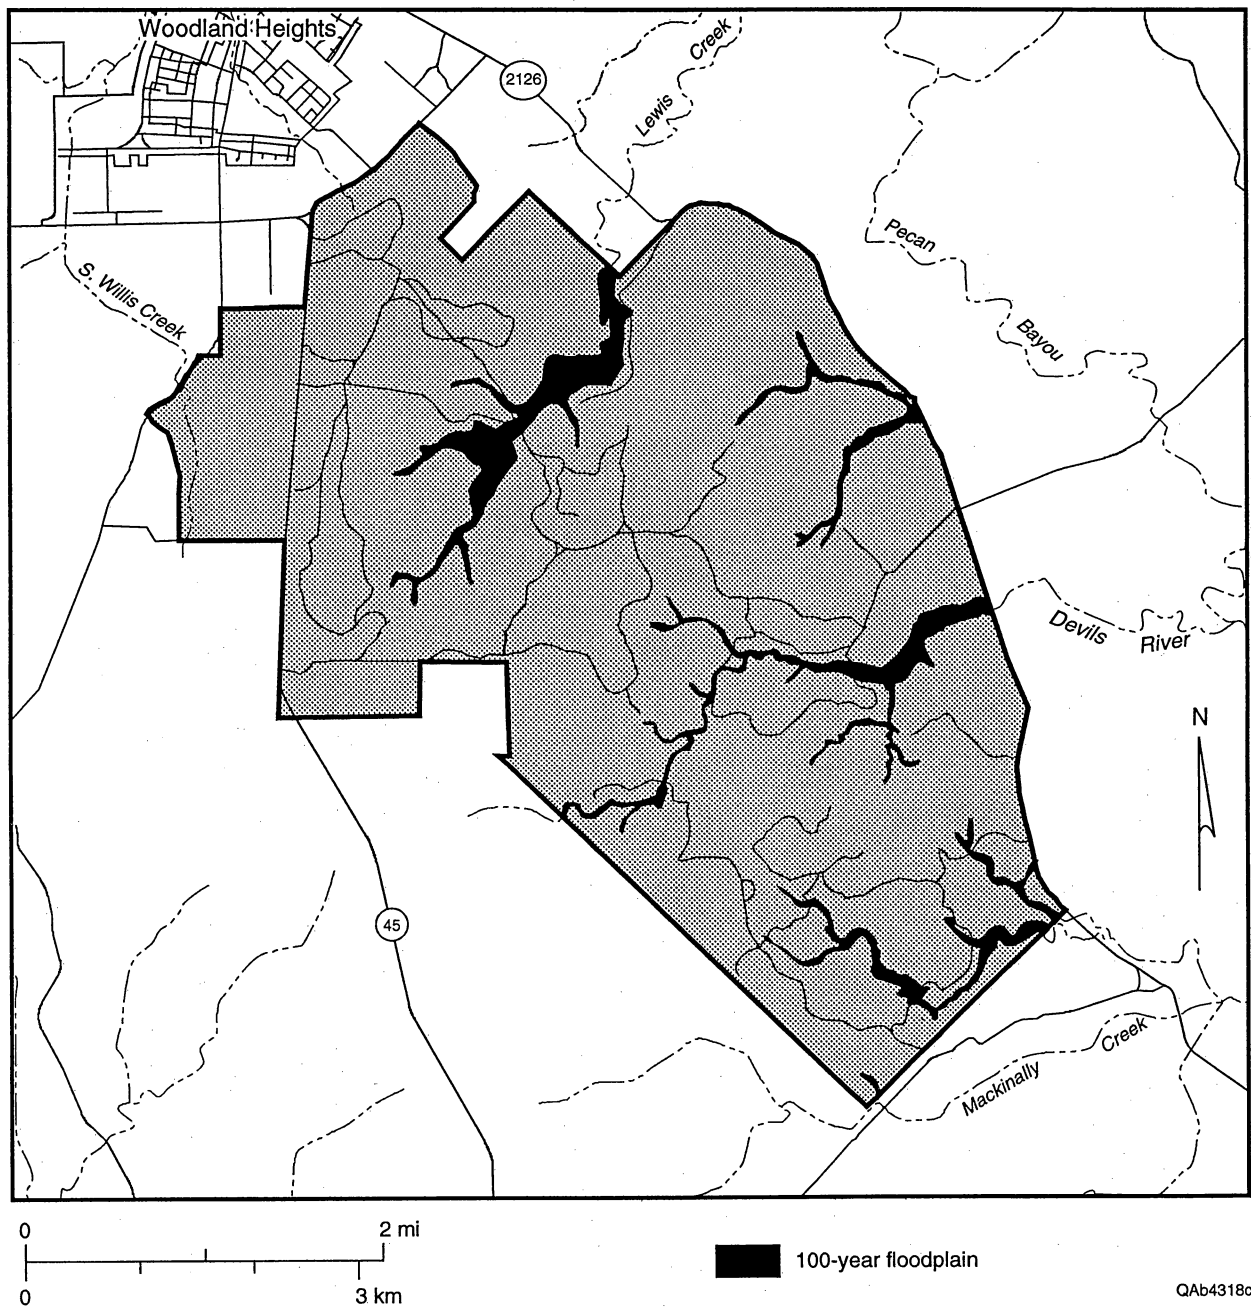 Woodland Heights
2126
Lewis Creek
S. Willis Creek
Pecan Bayou
Devils River
N
45
Mackinally Creek
0 2 mi
0 3 km
100-year floodplain
QAb4318c